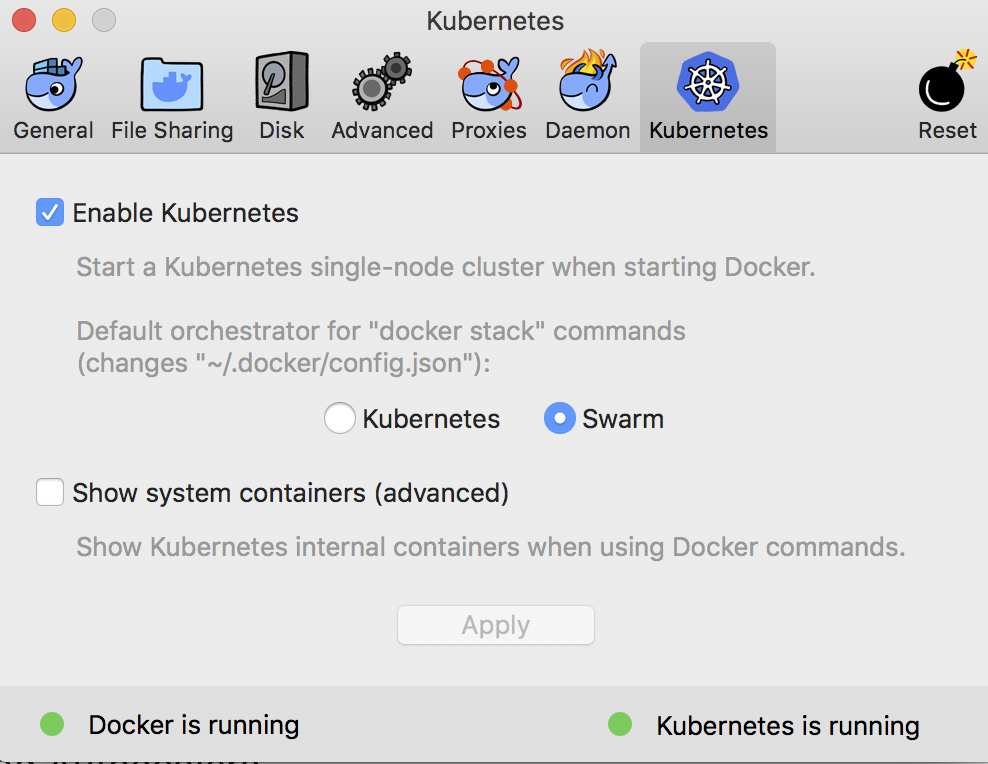 Kubernetes
General File Sharing Disk Advanced Proxies Daemon Kubernetes Reset
Enable Kubernetes
Start a Kubernetes single-node cluster when starting Docker.
Default orchestrator for "docker stack" commands
(changes "~/.docker/config.json"):
Kubernetes Swarm
Show system containers (advanced)
Show Kubernetes internal containers when using Docker commands.
Apply
Docker is running Kubernetes is running